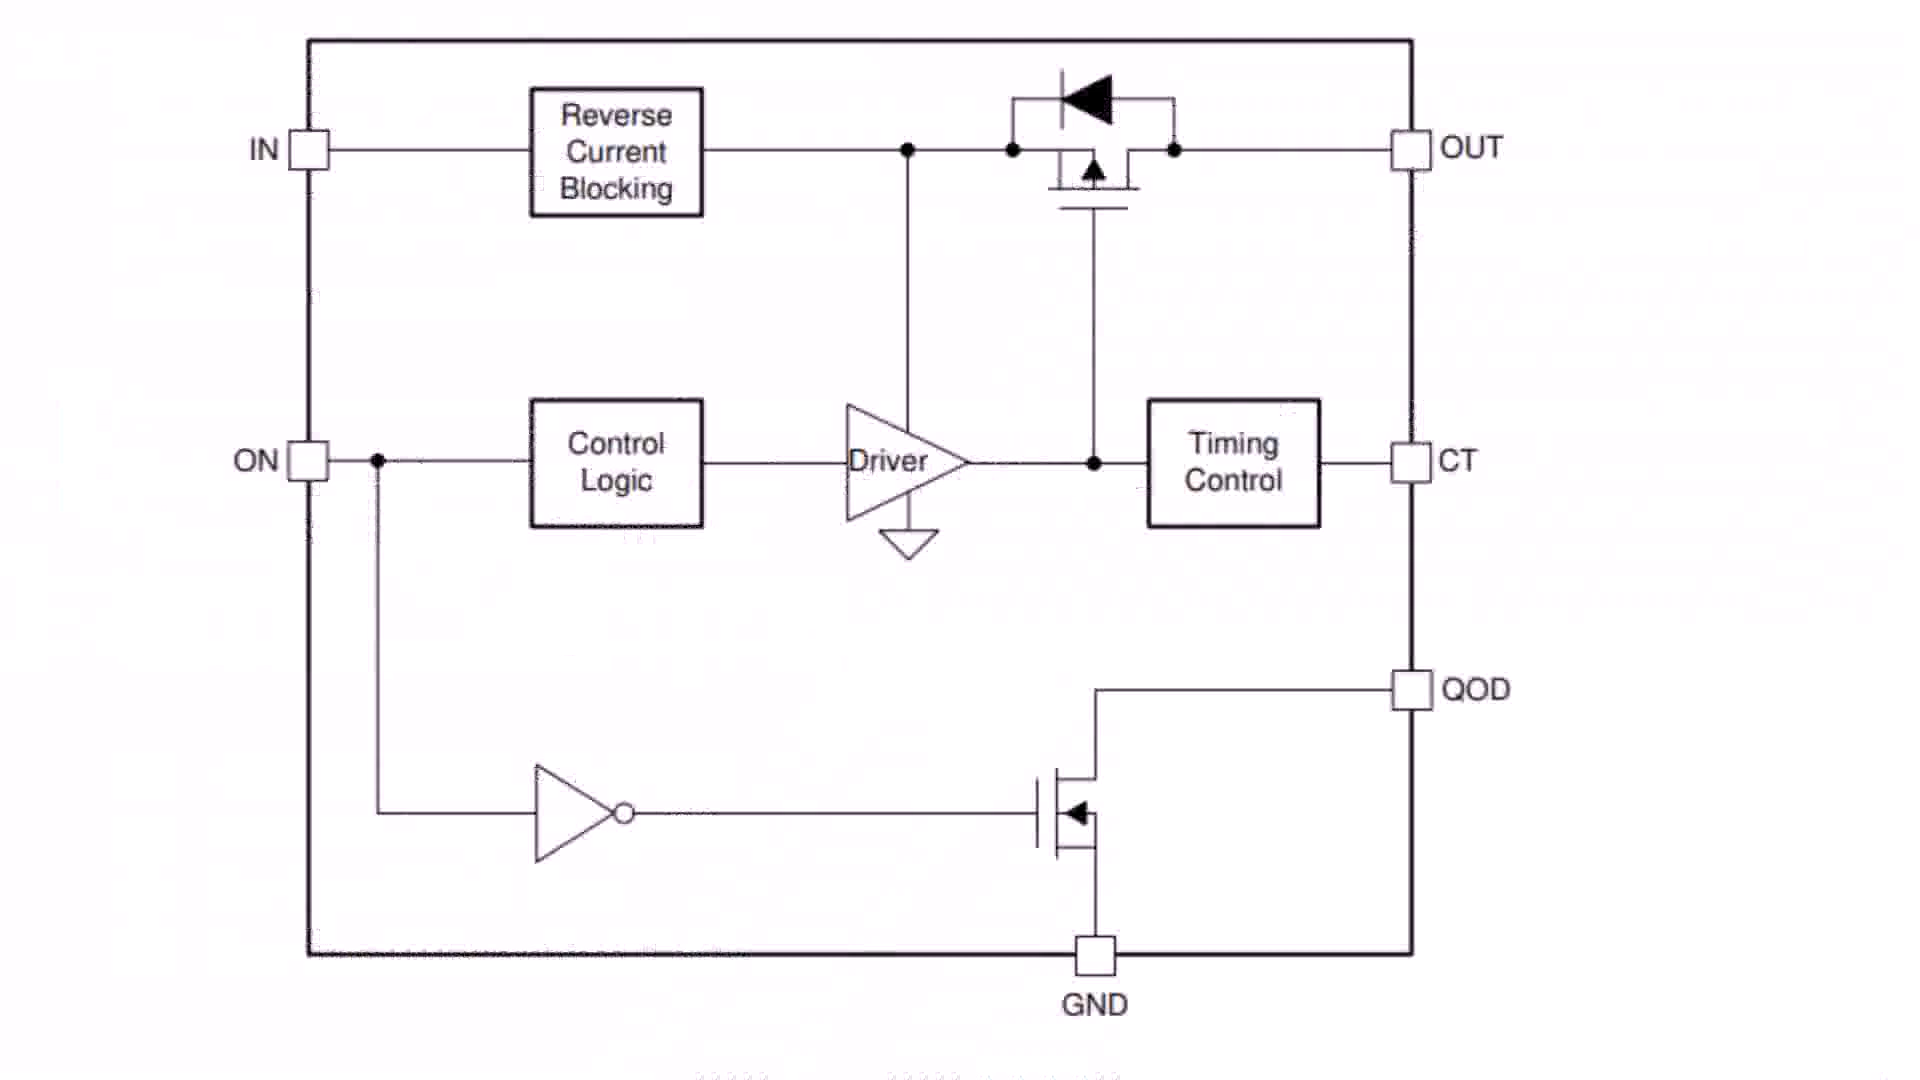 Reverse
Current
Blocking
IN
OUT
Control
Logic
ON
Driver
Timing
Control
CT
QOD
GND